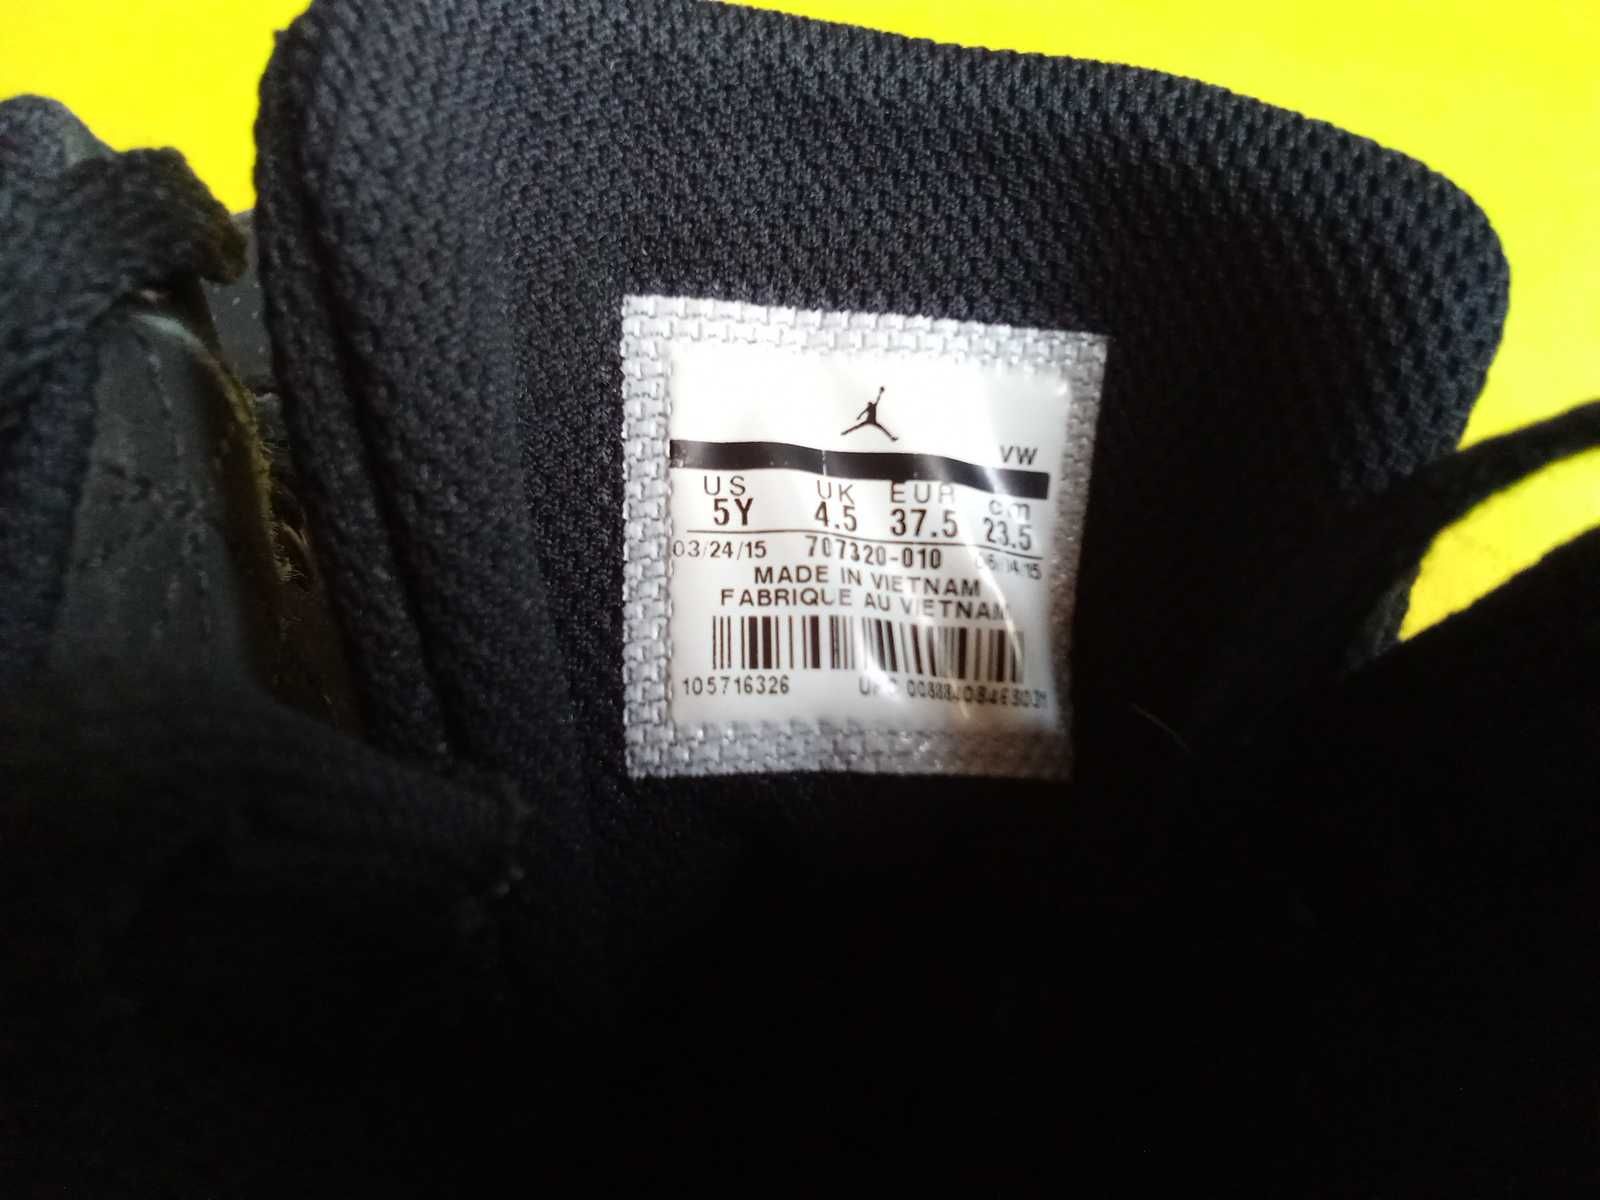 VW
US UK EUR cm
5Y 4.5 37.5 23.5
03/24/15 707320-010
MADE IN VIETNAM
FABRIQUE AU VIETNAM
105716326